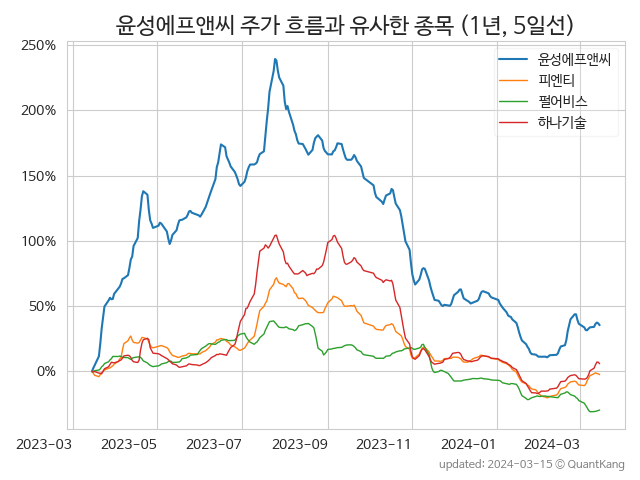 윤성에프앤씨 주가 흐름과 유사한 종목 (1년, 5일선)
250%
200%
150%
100%
50%
0%
윤성에프앤씨
피엔티
펄어비스
하나기술
2023-03
2023-05
2023-07
2023-09
2023-11
2024-01
2024-03
updated: 2024-03-15 © QuantKang